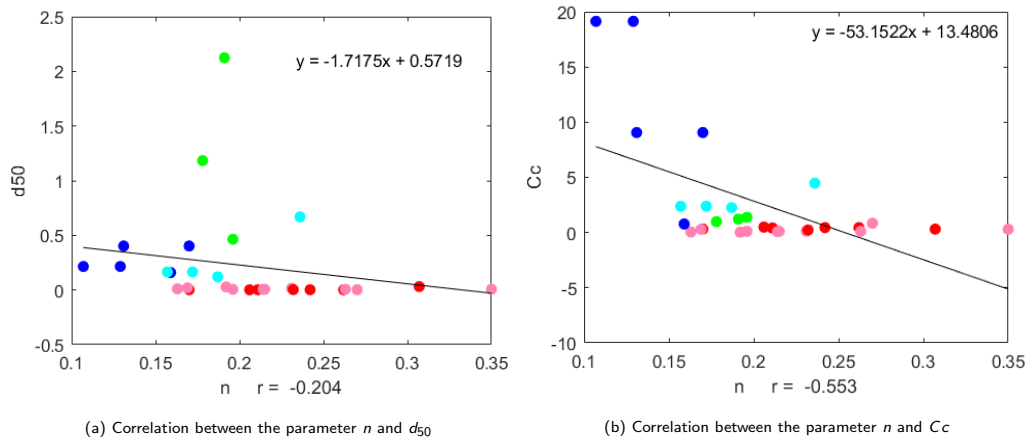 y = -1.7175x + 0.5719
2.5
2
1.5
1
0.5
0
-0.5
d50
0.1 0.15 0.2 0.25 0.3 0.35
n r = -0.204
(a) Correlation between the parameter n and d50
y = -53.1522x + 13.4806
20
15
10
5
0
-5
-10
Cc
0.1 0.15 0.2 0.25 0.3 0.35
n r = -0.553
(b) Correlation between the parameter n and Cc